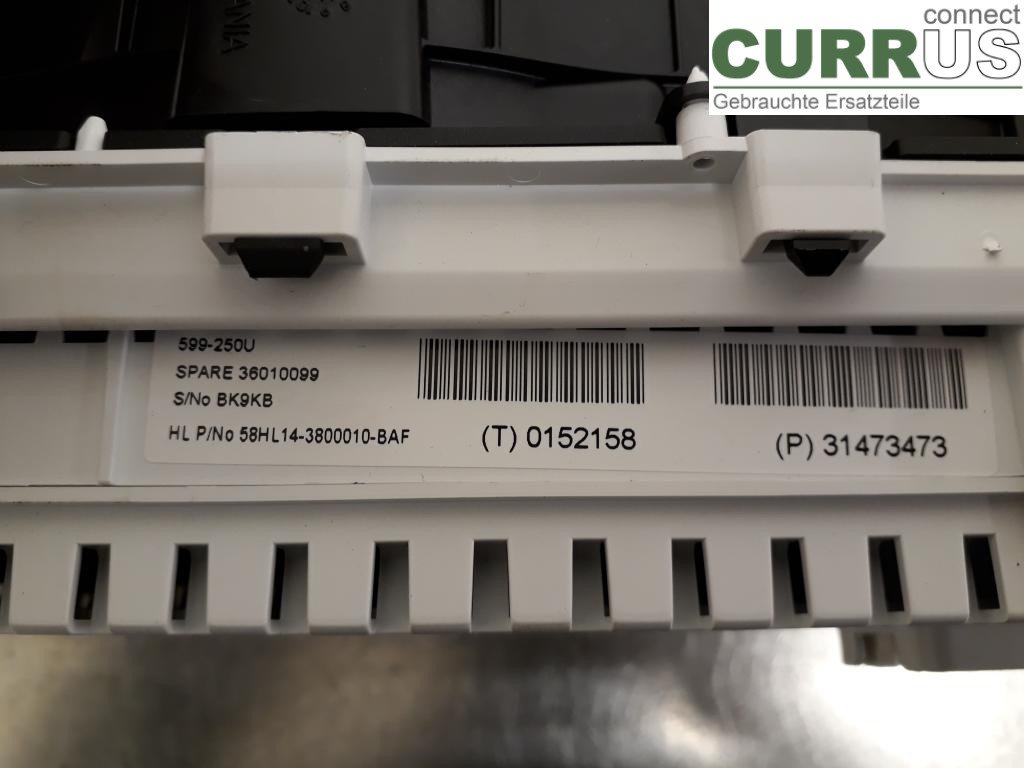 connect
CURRUS
Gebrauchte Ersatzteile
599-250U
SPARE 36010099
S/No BK9KB
HL P/No 58HL14-3800010-BAF
(T) 0152158
(P) 31473473